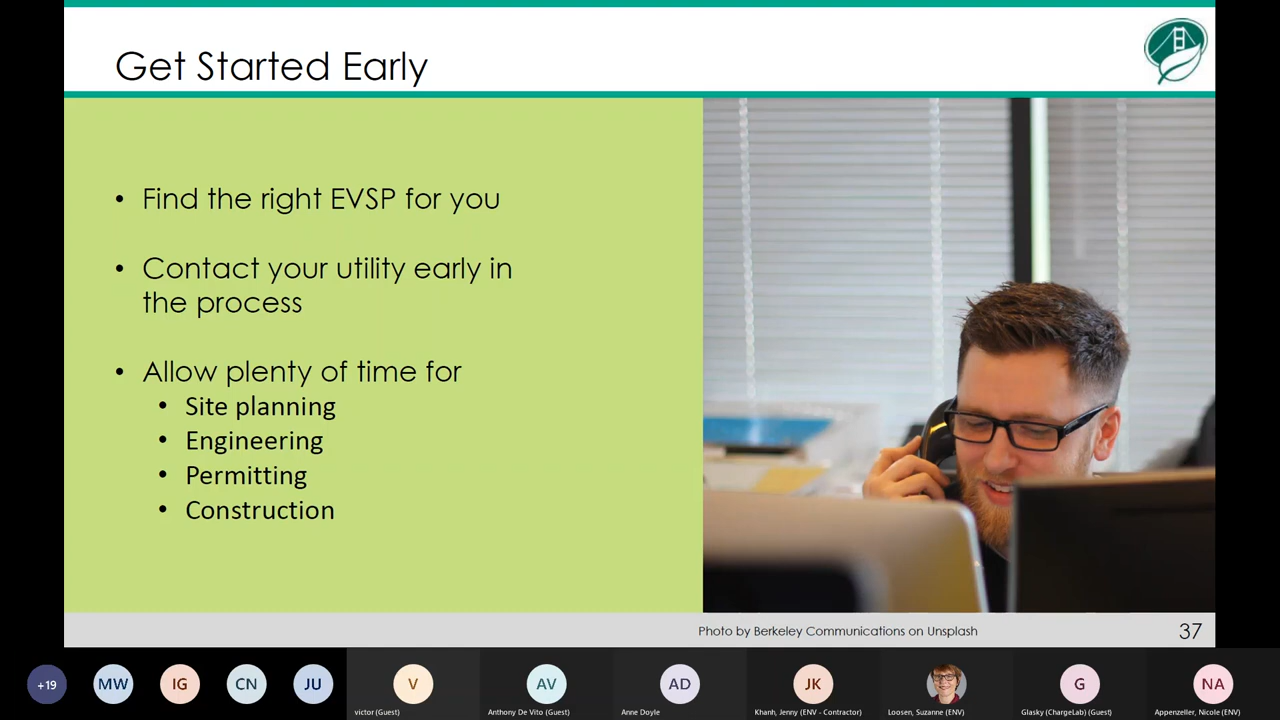 Get Started Early
• Find the right EVSP for you
• Contact your utility early in
the process
• Allow plenty of time for
• Site planning
• Engineering
• Permitting
• Construction
Photo by Berkeley Communications on Unsplash
37
+19
MW
IG
CN
JU
V
AV
AD
JK
G
NA
victor (Guest)
Anthony De Vito (Guest)
Anne Doyle
Khanh, Jenny (ENV - Contractor)
Loosen, Suzanne (ENV)
Glasky (ChargeLab) (Guest)
Appenzeller, Nicole (ENV)